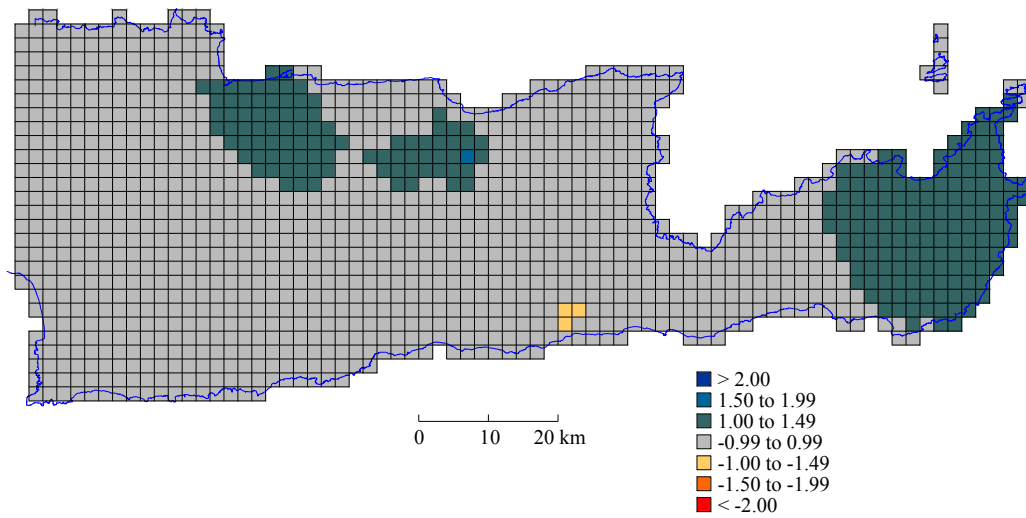 > 2.00
1.50 to 1.99
1.00 to 1.49
-0.99 to 0.99
-1.00 to -1.49
-1.50 to -1.99
< -2.00
0 10 20 km